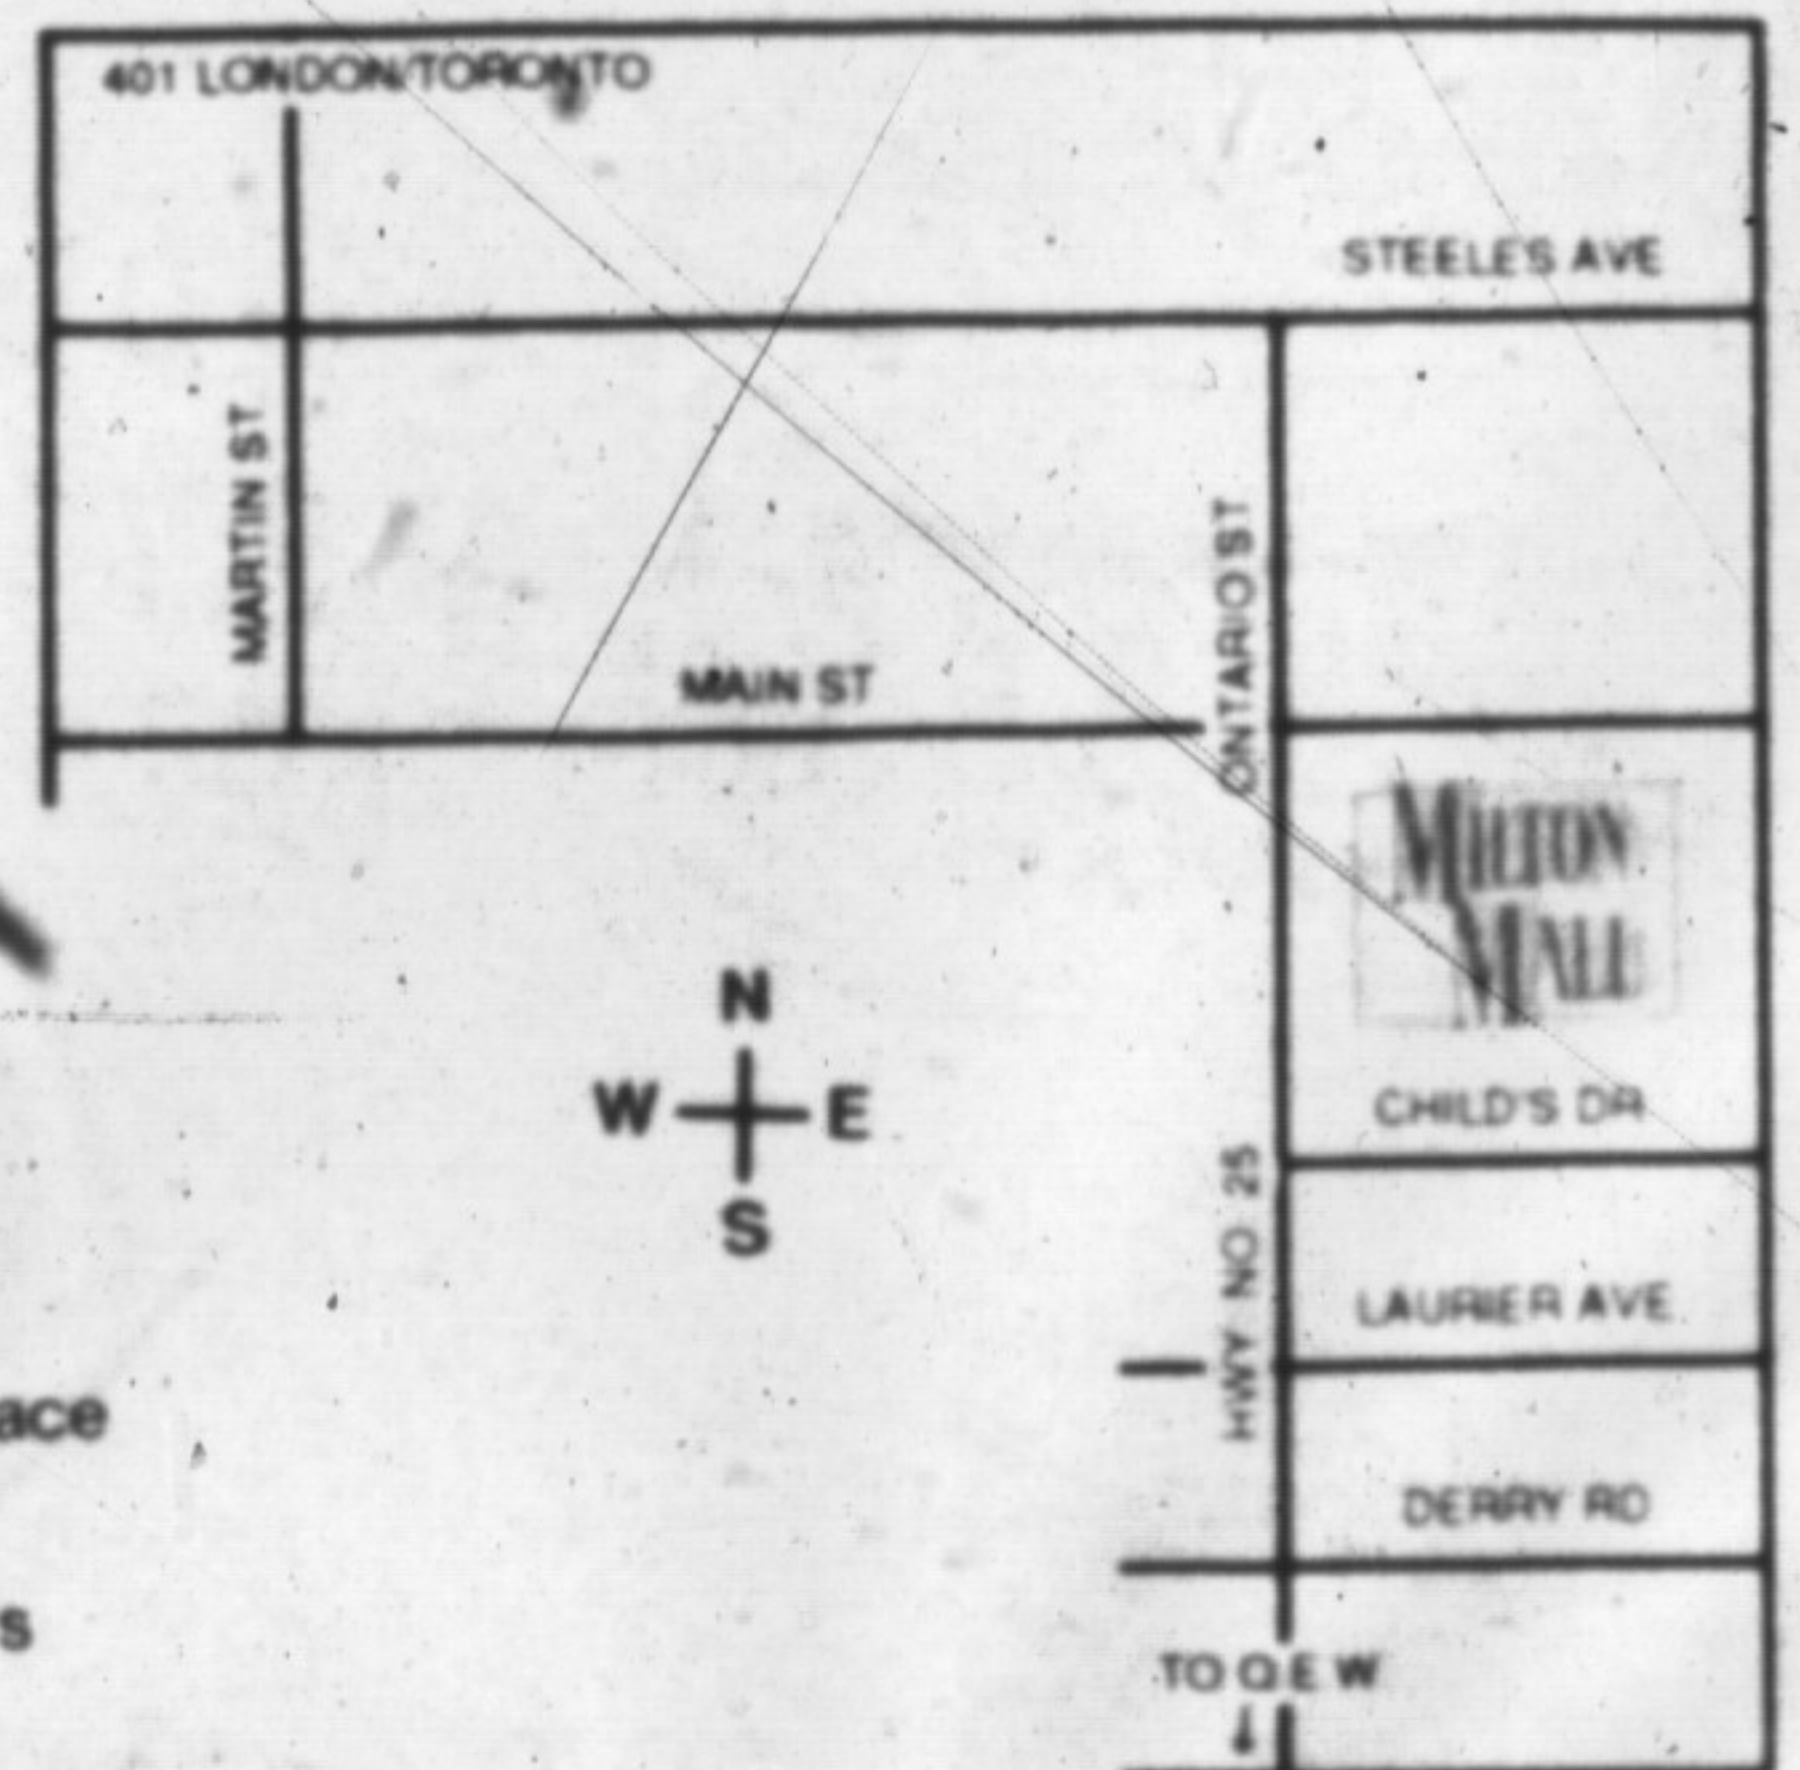 401 LONDON/TORONTO
STEELES AVE
MARTIN ST
ONTARIO ST
MAIN ST
MILTON
MALL
N
W E
S
CHILD'S DR
HWY NO 25
LAURIER AVE.
ace
DERRY RD
s
TO Q E W